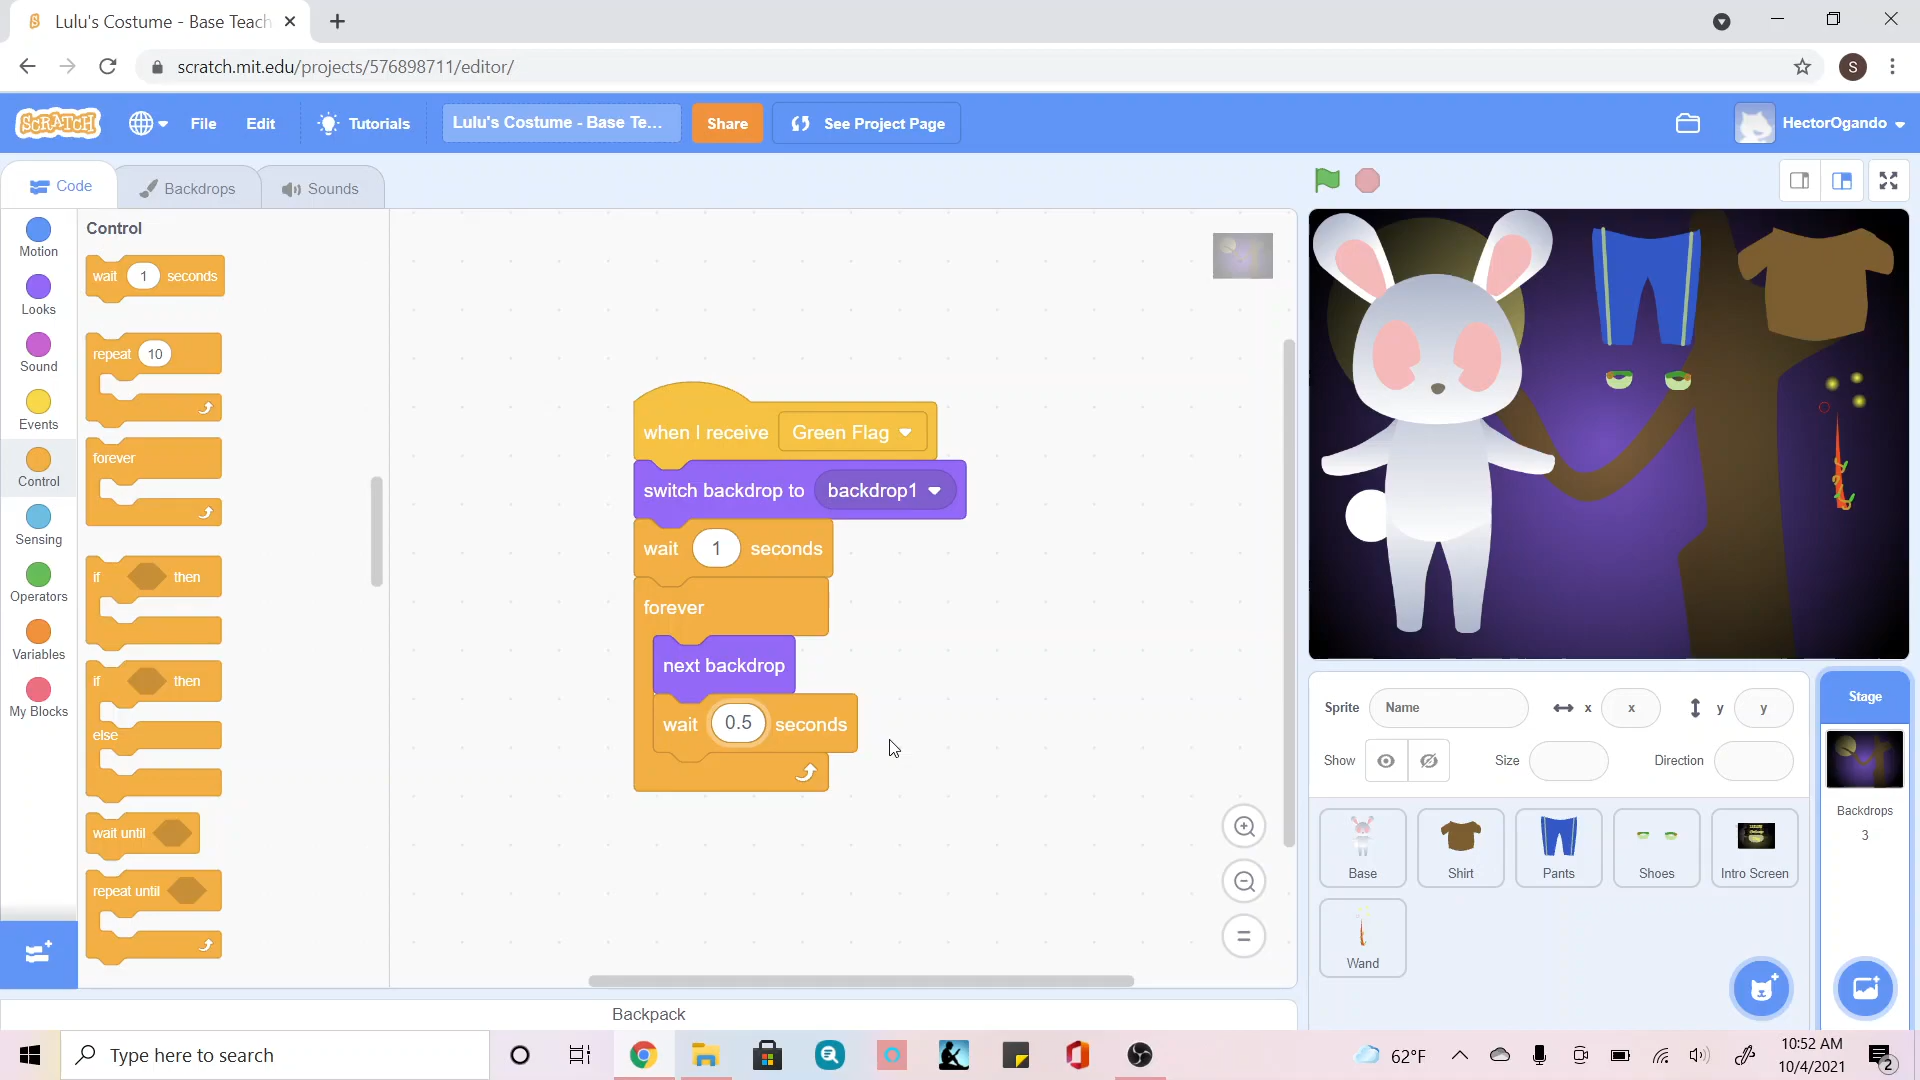 Lulu's Costume - Base Teach
scratch.mit.edu/projects/576898711/editor/
S
SCRATCH
File
Edit
Tutorials
Lulu's Costume - Base Te...
Share
See Project Page
HectorOgando
Code
Backdrops
Sounds
Motion
Looks
Sound
Events
Control
Sensing
Operators
Variables
My Blocks
Control
wait 1 seconds
repeat 10
forever
if then
if then
else
wait until
repeat until
when I receive Green Flag
switch backdrop to backdrop1
wait 1 seconds
forever
next backdrop
wait 0.5 seconds
Backpack
Sprite Name x x y y
Show Size Direction
Base
Shirt
Pants
Shoes
Intro Screen
Wand
Stage
Backdrops
3
Type here to search
62°F
10:52 AM
10/4/2021
2